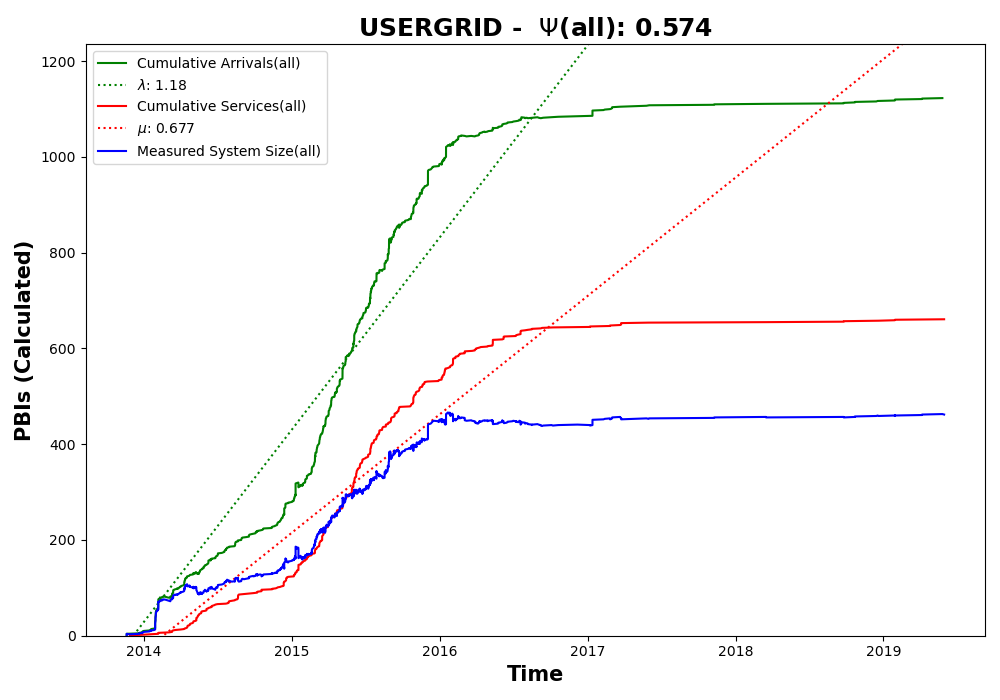 USERGRID - Ψ(all): 0.574
Cumulative Arrivals(all)
λ: 1.18
Cumulative Services(all)
μ: 0.677
Measured System Size(all)
PBIs (Calculated)
1200
1000
800
600
400
200
0
2014 2015 2016 2017 2018 2019
Time